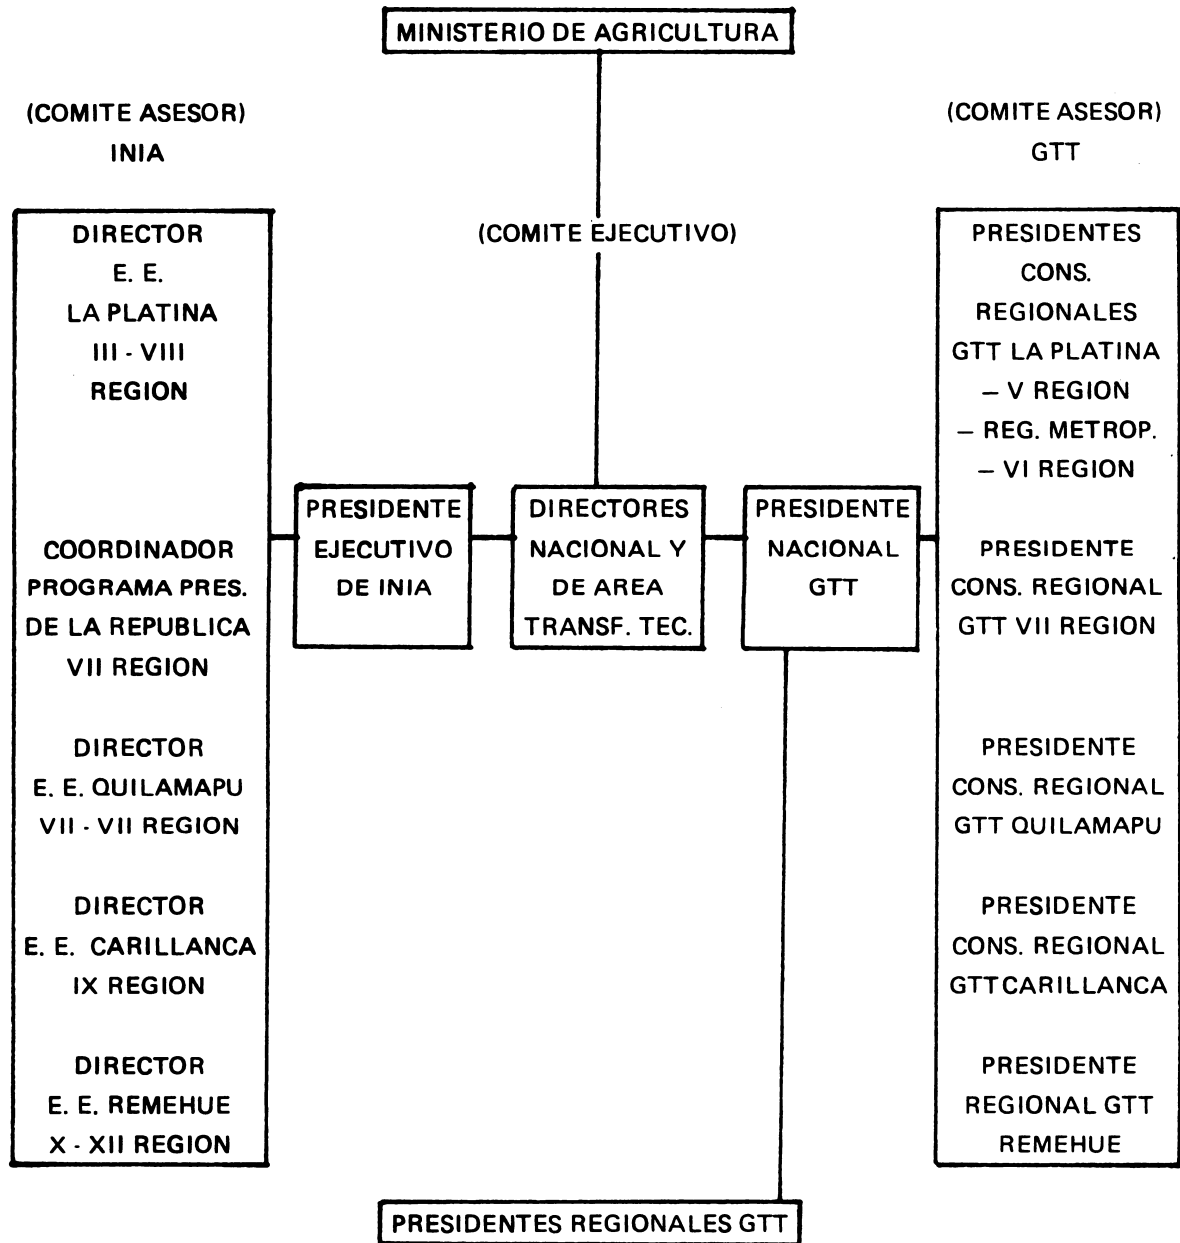 MINISTERIO DE AGRICULTURA
(COMITE ASESOR)
INIA
(COMITE ASESOR)
GTT
(COMITE EJECUTIVO)
DIRECTOR
E. E.
LA PLATINA
III - VIII
REGION
COORDINADOR
PROGRAMA PRES.
DE LA REPUBLICA
VII REGION
DIRECTOR
E. E. QUILAMAPU
VII - VII REGION
DIRECTOR
E. E. CARILLANCA
IX REGION
DIRECTOR
E. E. REMEHUE
X - XII REGION
PRESIDENTE
EJECUTIVO
DE INIA
DIRECTORES
NACIONAL Y
DE AREA
TRANSF. TEC.
PRESIDENTE
NACIONAL
GTT
PRESIDENTES
CONS.
REGIONALES
GTT LA PLATINA
– V REGION
– REG. METROP.
– VI REGION
PRESIDENTE
CONS. REGIONAL
GTT VII REGION
PRESIDENTE
CONS. REGIONAL
GTT QUILAMAPU
PRESIDENTE
CONS. REGIONAL
GTT CARILLANCA
PRESIDENTE
REGIONAL GTT
REMEHUE
PRESIDENTES REGIONALES GTT